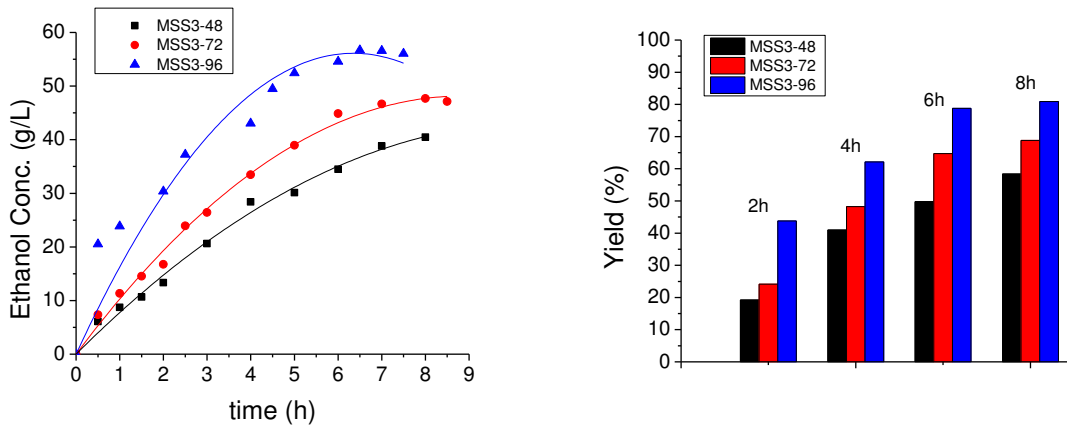 MSS3-48
MSS3-72
MSS3-96
60
50
40
30
20
10
0
Ethanol Conc. (g/L)
0 1 2 3 4 5 6 7 8 9
time (h)
MSS3-48
MSS3-72
MSS3-96
100
90
80
70
60
50
40
30
20
10
0
Yield (%)
2h
4h
6h
8h